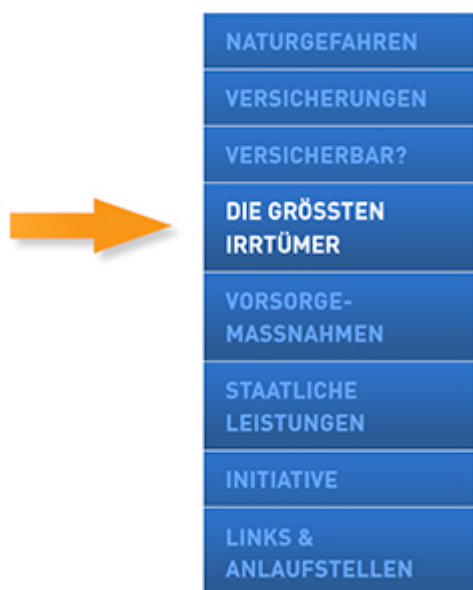 NATURGEFAHREN
VERSICHERUNGEN
VERSICHERBAR?
DIE GRÖSSTEN
IRRTÜMER
VORSORGE-
MASSNAHMEN
STAATLICHE
LEISTUNGEN
INITIATIVE
LINKS &
ANLAUFSTELLEN